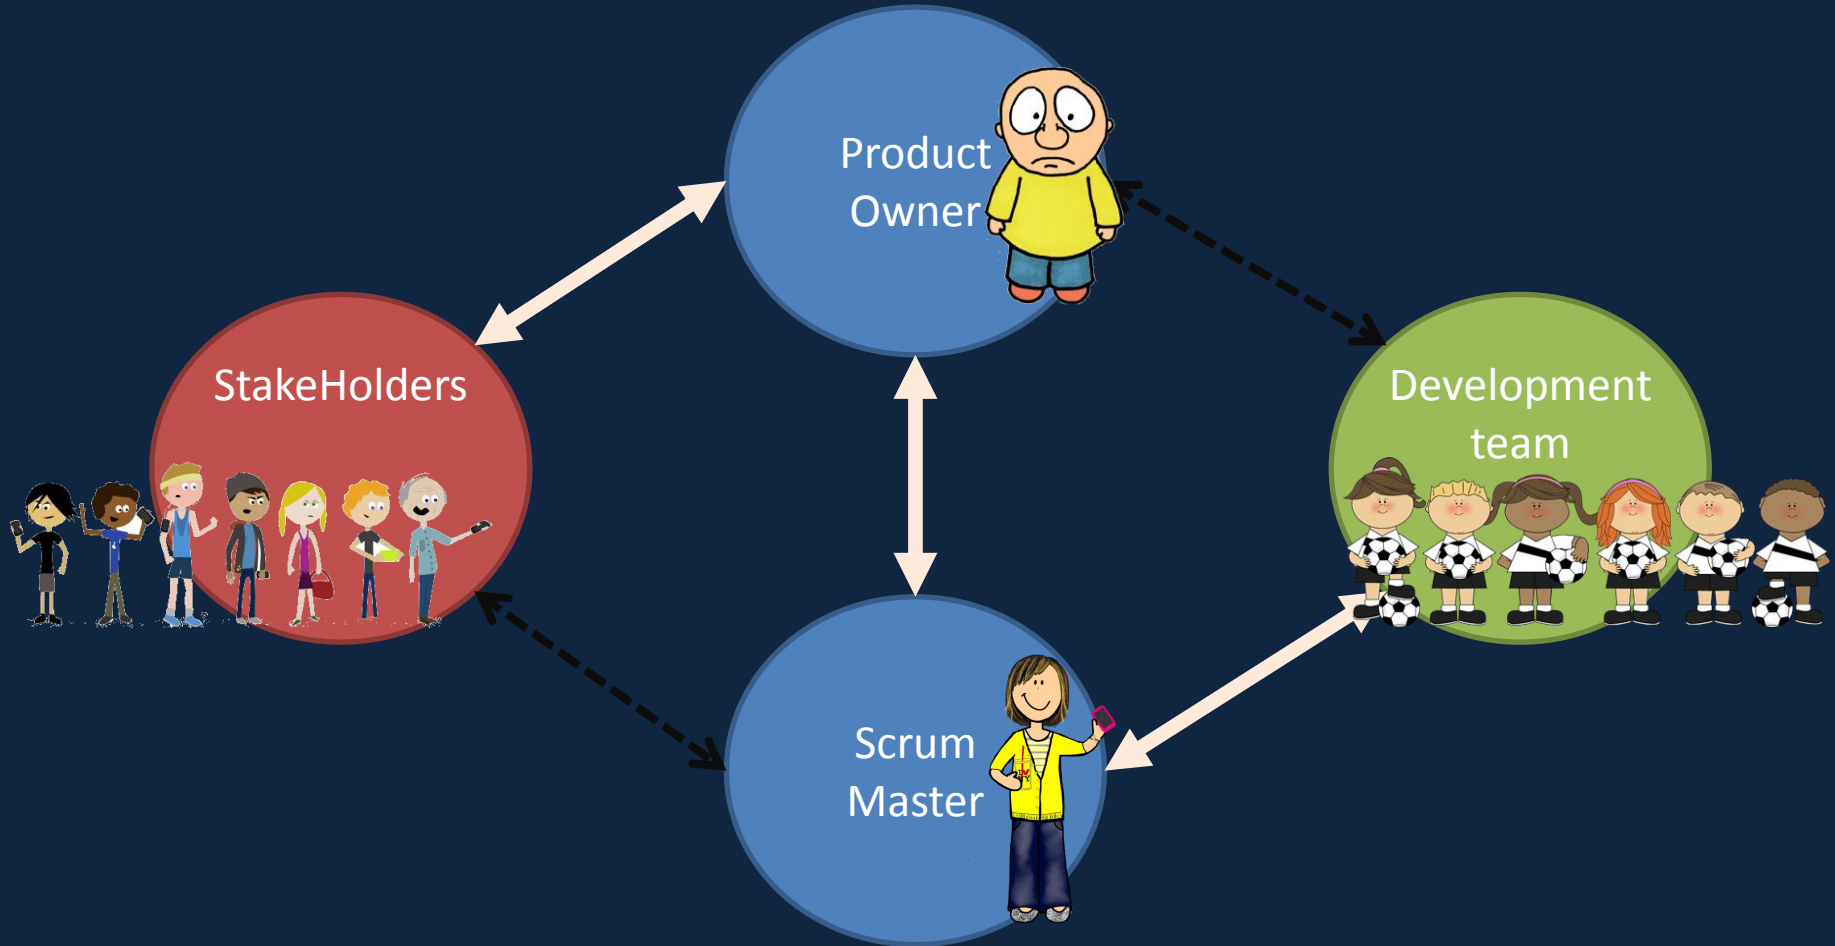 Product
Owner
StakeHolders
Development
team
Scrum
Master